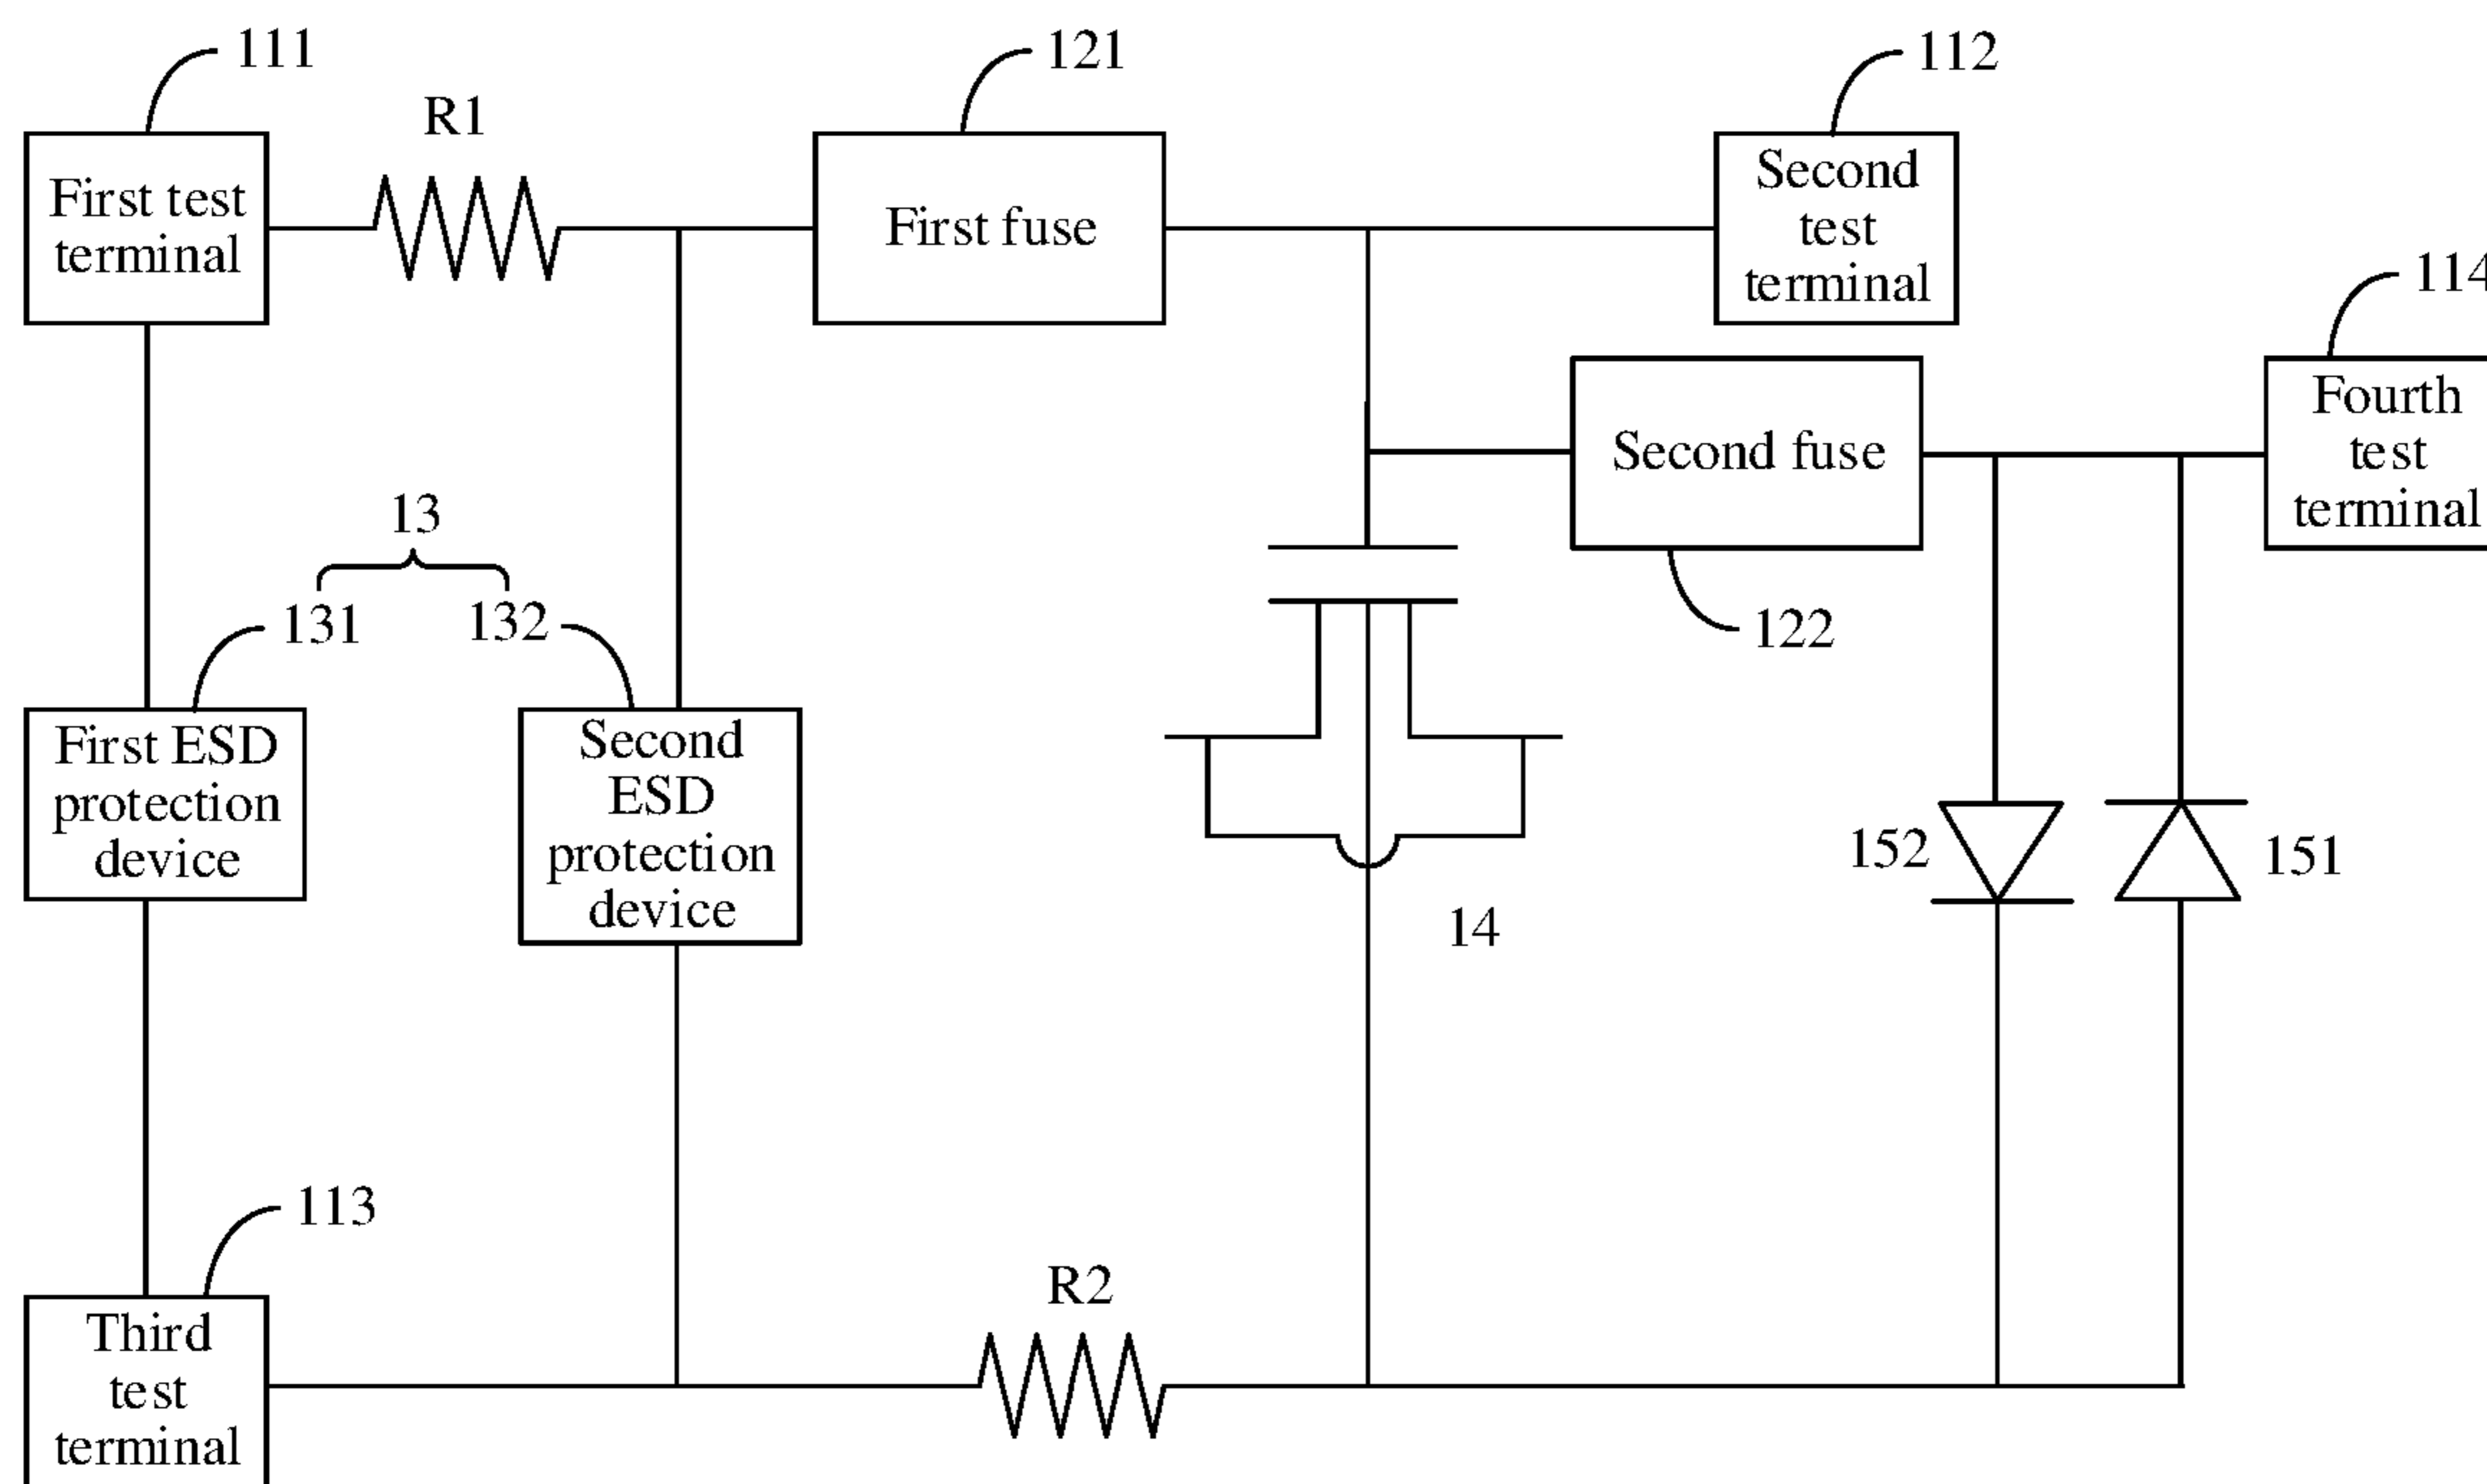 111
121
112
R1
First test
terminal
First fuse
Second
test
terminal
114
Second fuse
Fourth
test
terminal
13
131
132
122
First ESD
protection
device
Second
ESD
protection
device
152
151
14
113
R2
Third
test
terminal